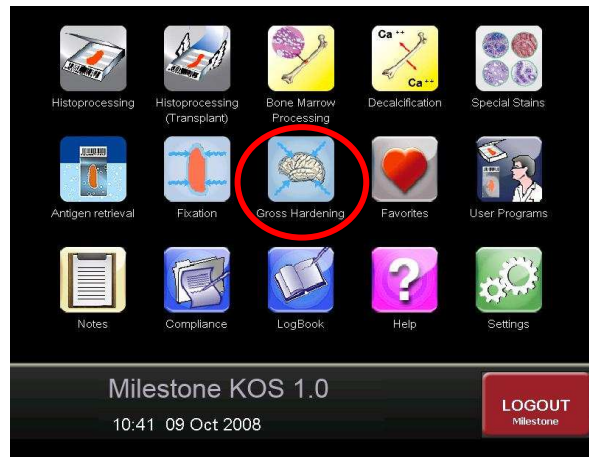 Ca ++
Ca ++
Histoprocessing
Histoprocessing
(Transplant)
Bone Marrow
Processing
Decalcification
Special Stains
Antigen retrieval
Fixation
Gross Hardening
Favorites
User Programs
?
Notes
Compliance
LogBook
Help
Settings
Milestone KOS 1.0
10:41 09 Oct 2008
LOGOUT
Milestone